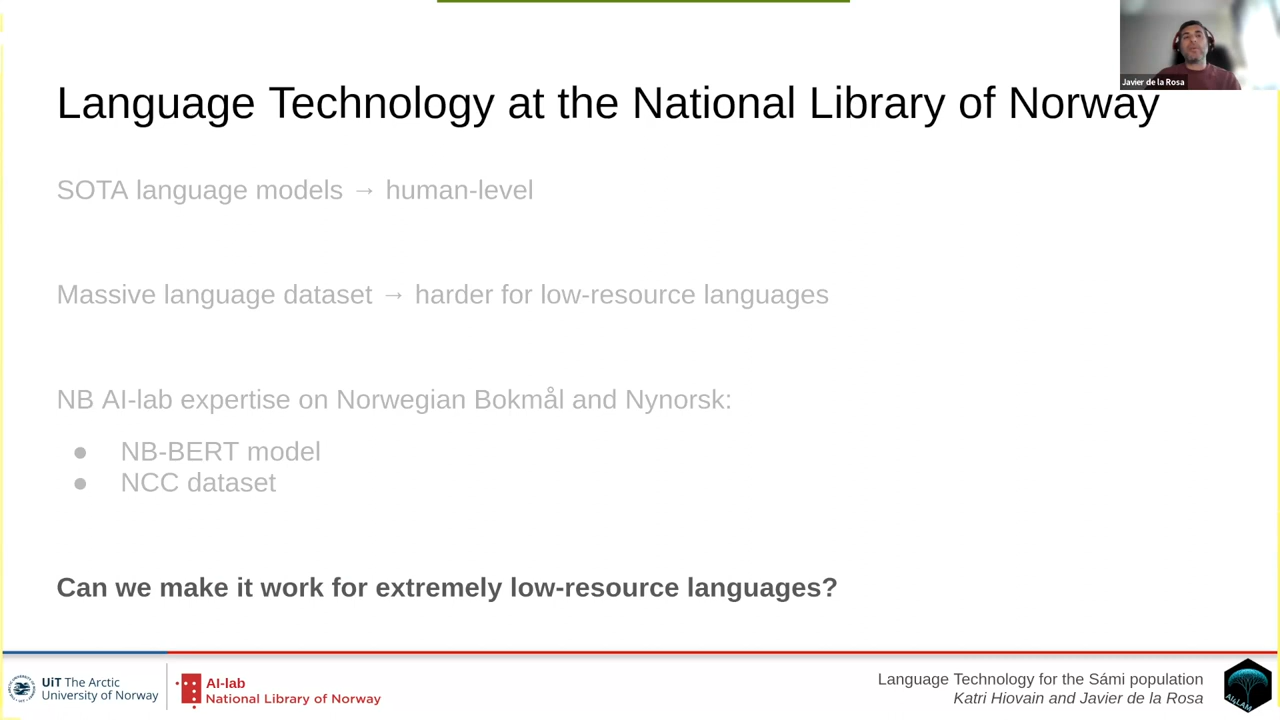 Javier de la Rosa
Language Technology at the National Library of Norway
SOTA language models → human-level
Massive language dataset → harder for low-resource languages
NB AI-lab expertise on Norwegian Bokmål and Nynorsk:
● NB-BERT model
● NCC dataset
Can we make it work for extremely low-resource languages?
UiT The Arctic
University of Norway
AI-lab
National Library of Norway
Language Technology for the Sámi population
Katri Hiovain and Javier de la Rosa
AI4LAM